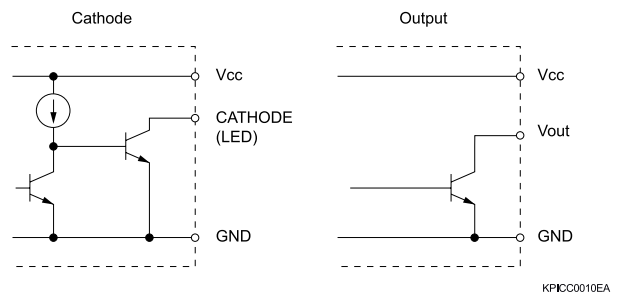 Cathode
Output
Vcc
CATHODE
(LED)
GND
Vcc
Vout
GND
KPICC0010EA